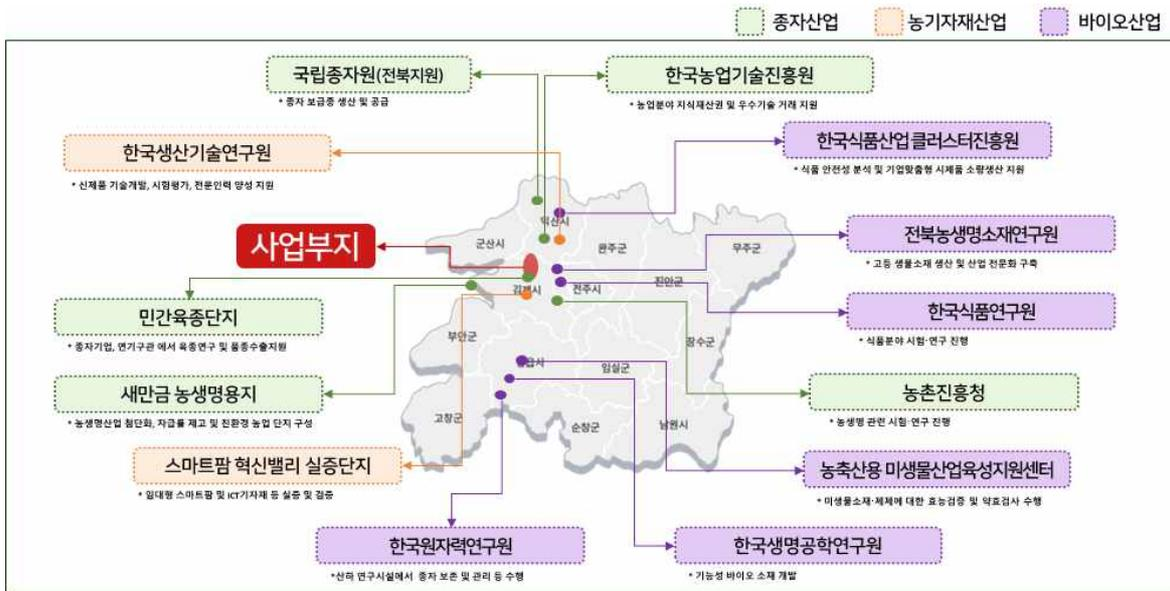 종자산업 농기자재산업 바이오산업
국립종자원(전북지원)
* 종자 보급종 생산 및 공급
한국농업기술진흥원
* 농업분야 지식재산권 및 우수기술 거래 지원
한국생산기술연구원
* 신제품 기술개발, 시험평가, 전문인력 양성 지원
한국식품산업클러스터진흥원
* 식품 안전성 분석 및 기업맞춤형 시제품 소량생산 지원
사업부지
전북농생명소재연구원
* 고등 생물소재 생산 및 산업 전문화 구축
민간육종단지
* 종자기업, 연기구관 에서 육종연구 및 품종수출지원
한국식품연구원
* 식품분야 시험·연구 진행
새만금 농생명용지
* 농생명산업 첨단화, 자급률 제고 및 친환경 농업 단지 구성
농촌진흥청
* 농생명 관련 시험·연구 진행
스마트팜 혁신밸리 실증단지
* 임대형 스마트팜 및 ICT기자재 등 실증 및 검증
농축산용 미생물산업육성지원센터
* 미생물소재·제제에 대한 효능검증 및 약효검사 수행
한국원자력연구원
*산하 연구시설에서 종자 보존 및 관리 등 수행
한국생명공학연구원
* 기능성 바이오 소재 개발
익산시
군산시
완주군
무주군
김제시
전주시
진안군
부안군
장수군
임실군
고창군
순창군
남원시